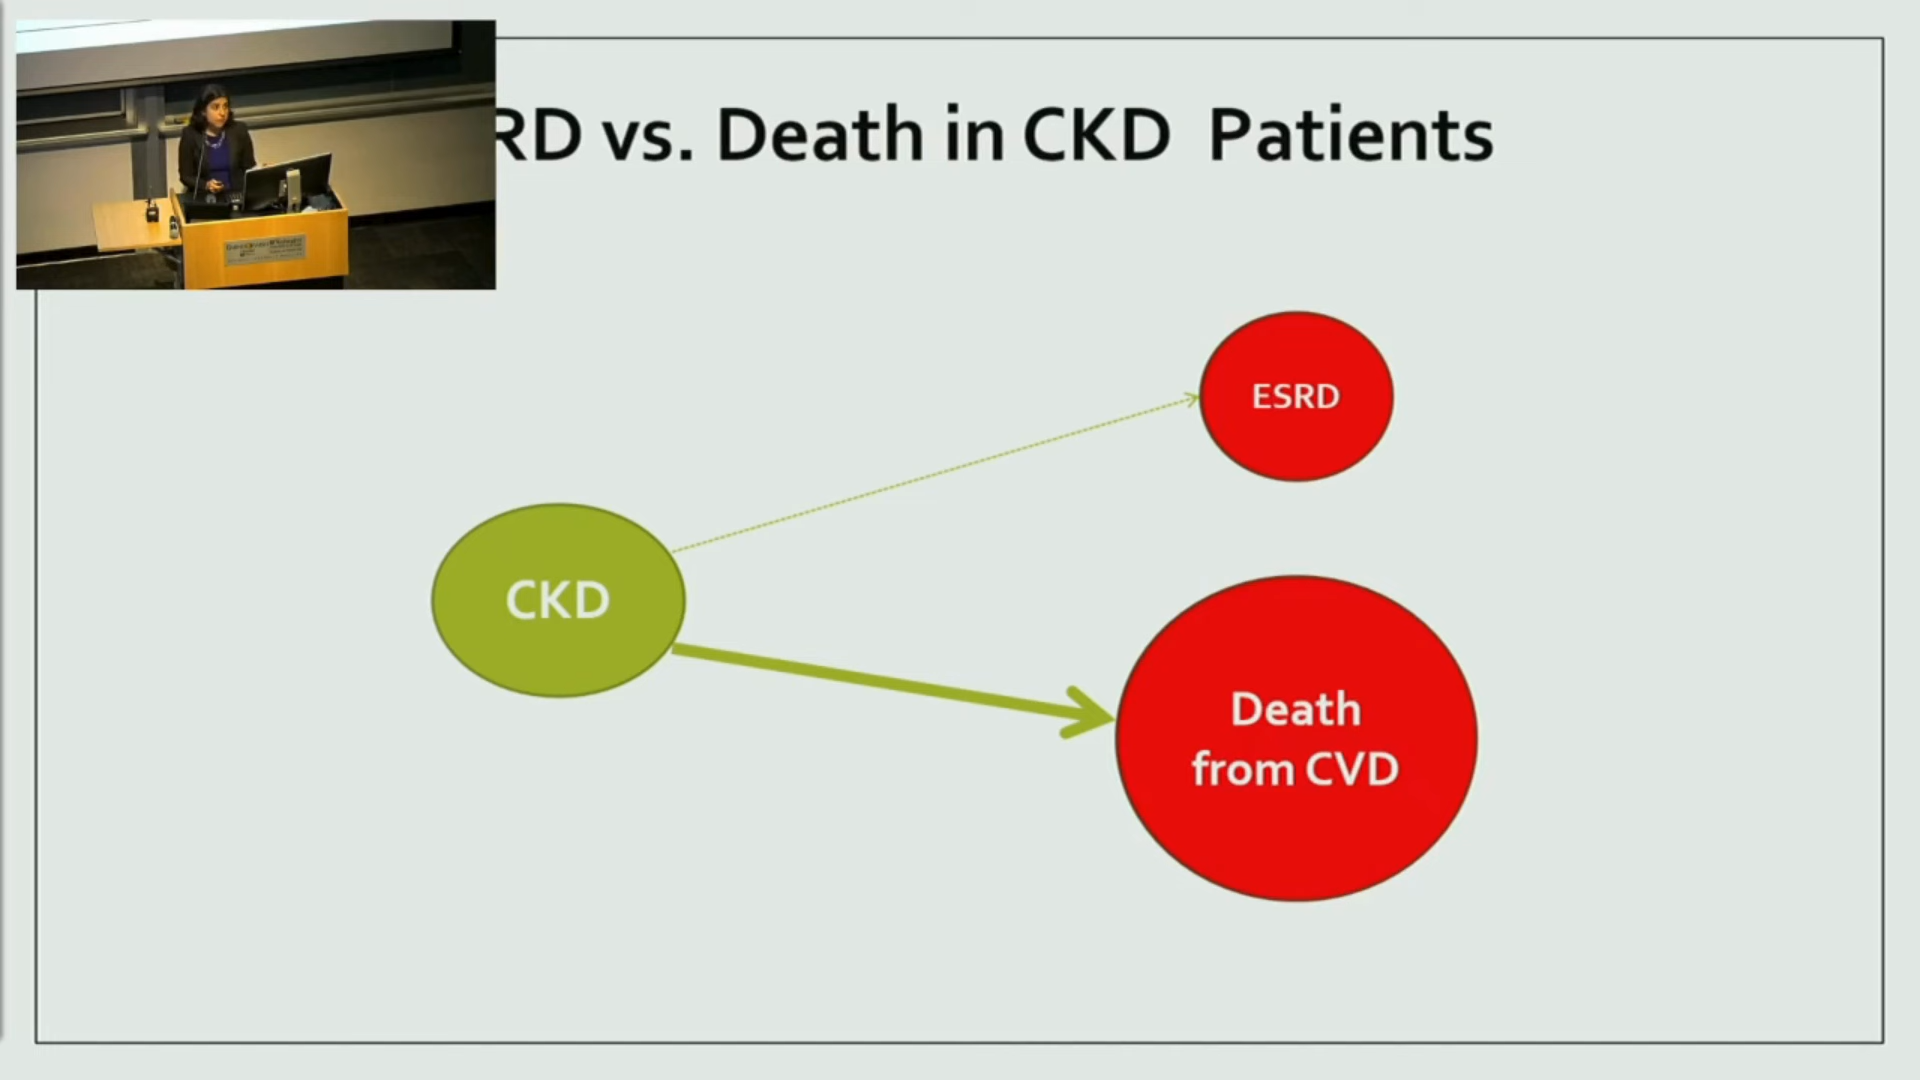 RD vs. Death in CKD Patients
ESRD
CKD
Death
from CVD